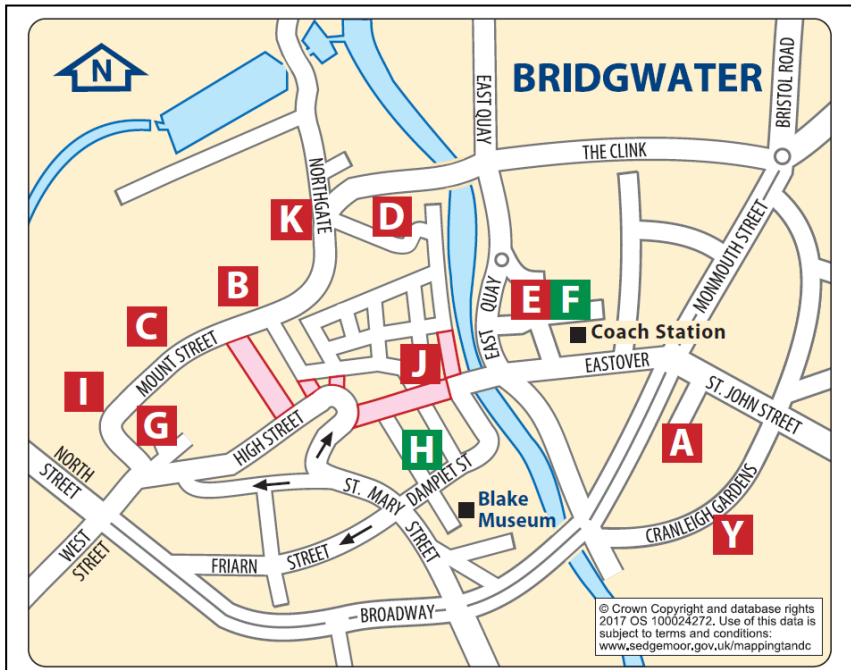 N
BRIDGWATER
EAST QUAY
BRISTOL ROAD
THE CLINK
NORTHGATE
K
D
MONMOUTH STREET
B
E
F
EAST QUAY
Coach Station
C
MOUNT STREET
J
EASTOVER
I
ST. JOHN STREET
G
HIGH STREET
H
A
NORTH STREET
ST. MARY STREET
DAMPIET ST
Blake
Museum
CRANLEIGH GARDENS
Y
WEST STREET
FRIARN STREET
BROADWAY
© Crown Copyright and database rights
2017 OS 100024272. Use of this data is
subject to terms and conditions:
www.sedgemoor.gov.uk/mappingtandc